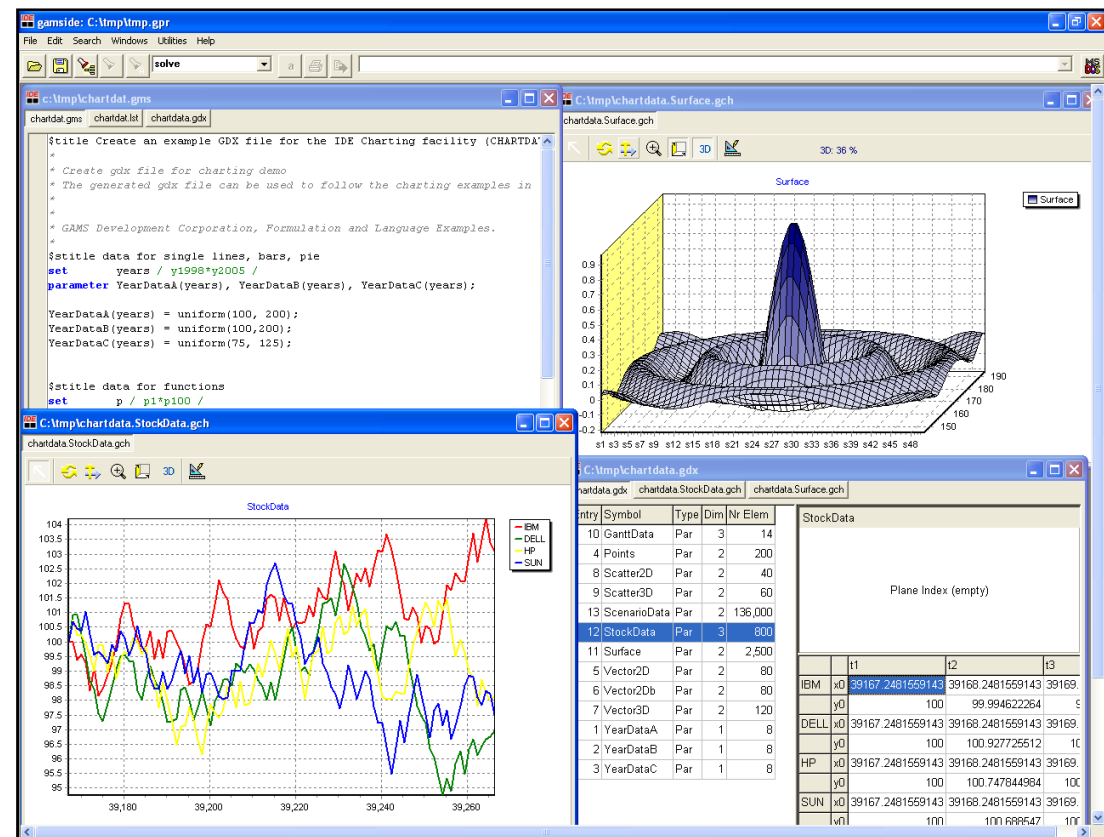 gamside: C:\tmp\tmp.gpr
File Edit Search Windows Utilities Help
solve
a
MS DOS
IDE c:\tmp\chartdat.gms
chartdat.gms chartdat.lst chartdata.gdx
$title Create an example GDX file for the IDE Charting facility (CHARTDA
*
* Create gdx file for charting demo
* The generated gdx file can be used to follow the charting examples in
*
*
* GAMS Development Corporation, Formulation and Language Examples.
*
$stitle data for single lines, bars, pie
set years / y1998*y2005 /
parameter YearDataA(years), YearDataB(years), YearDataC(years);
YearDataA(years) = uniform(100, 200);
YearDataB(years) = uniform(100,200);
YearDataC(years) = uniform(75, 125);
$stitle data for functions
set p / p1*p100 /
C:\tmp\chartdata.Surface.gch
chartdata.Surface.gch
3D
3D: 36 %
Surface
Surface
0.9
0.8
0.7
0.6
0.5
0.4
0.3
0.2
0.1
0
-0.1
-0.2
190
180
170
160
150
s1 s3 s5 s7 s9 s12 s15 s18 s21 s24 s27 s30 s33 s36 s39 s42 s45 s48
IDE C:\tmp\chartdata.StockData.gch
chartdata.StockData.gch
3D
StockData
IBM
DELL
HP
SUN
104
103.5
103
102.5
102
101.5
101
100.5
100
99.5
99
98.5
98
97.5
97
96.5
96
95.5
95
39,180 39,200 39,220 39,240 39,260
C:\tmp\chartdata.gdx
chartdata.gdx chartdata.StockData.gch chartdata.Surface.gch
Entry Symbol Type Dim Nr Elem
10 GanttData Par 3 14
4 Points Par 2 200
8 Scatter2D Par 2 40
9 Scatter3D Par 2 60
13 ScenarioData Par 2 136,000
12 StockData Par 3 800
11 Surface Par 2 2,500
5 Vector2D Par 2 80
6 Vector2Db Par 2 80
7 Vector3D Par 2 120
1 YearDataA Par 1 8
2 YearDataB Par 1 8
3 YearDataC Par 1 8
StockData
Plane Index (empty)
t1 t2 t3
IBM x0 39167.2481559143 39168.2481559143 39169.
y0 100 99.994622264
DELL x0 39167.2481559143 39168.2481559143 39169.
y0 100 100.927725512 10
HP x0 39167.2481559143 39168.2481559143 39169.
y0 100 100.747844984 100
SUN x0 39167.2481559143 39168.2481559143 39169.
y0 100 100.688547 100